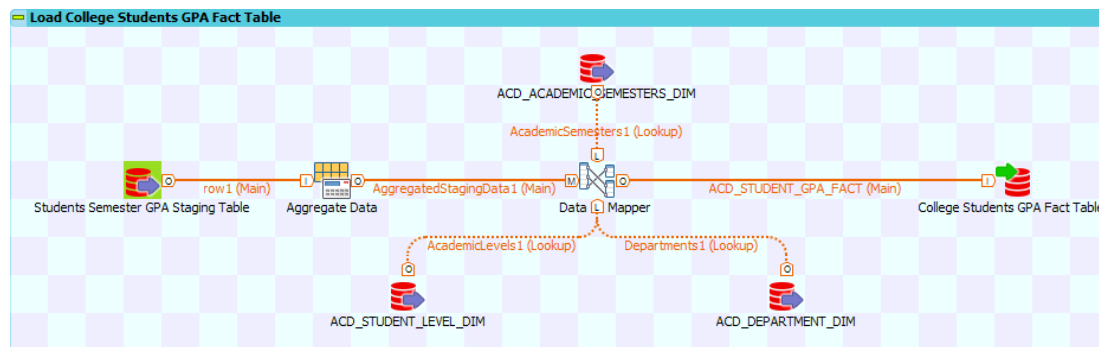 Load College Students GPA Fact Table
ACD_ACADEMIC_SEMESTERS_DIM
O
AcademicSemesters1 (Lookup)
L
O
row1 (Main)
I
O
AggregatedStagingData1 (Main)
M
O
ACD_STUDENT_GPA_FACT (Main)
I
Students Semester GPA Staging Table
Aggregate Data
Data Mapper
L
College Students GPA Fact Table
AcademicLevels1 (Lookup)
Departments1 (Lookup)
O
O
ACD_STUDENT_LEVEL_DIM
ACD_DEPARTMENT_DIM